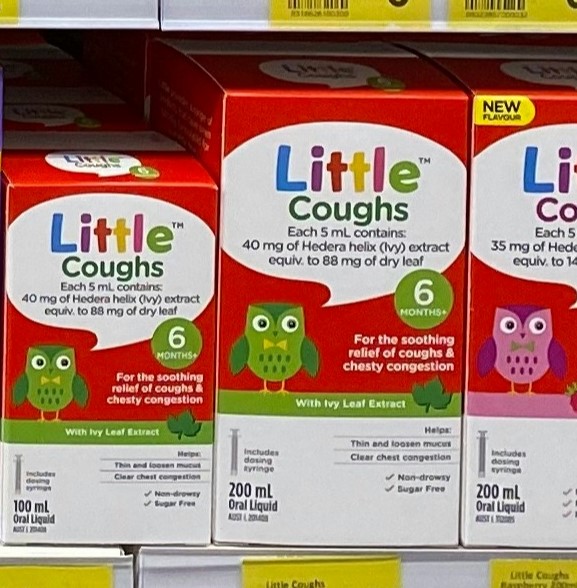 Little
Coughs
Little™
Coughs
Each 5 mL contains:
40 mg of Hedera helix (Ivy) extract
equiv. to 88 mg of dry leaf
6
MONTHS+
For the soothing
relief of coughs &
chesty congestion
With Ivy Leaf Extract
Includes
dosing
syringe
Helps:
Thin and loosen mucus
Clear chest congestion
✓ Non-drowsy
✓ Sugar Free
100 mL
Oral Liquid
Little
Coughs
Little™
Coughs
Each 5 mL contains:
40 mg of Hedera helix (Ivy) extract
equiv. to 88 mg of dry leaf
6
MONTHS+
For the soothing
relief of coughs &
chesty congestion
With Ivy Leaf Extract
Includes
dosing
syringe
Helps:
Thin and loosen mucus
Clear chest congestion
✓ Non-drowsy
✓ Sugar Free
200 mL
Oral Liquid
NEW
FLAVOUR
Li
Co
Each 5
35 mg of Hede
equiv. to 14
Includes
dosing
syringe
200 mL
Oral Liquid
Little Coughs
Little Coughs
Raspberry 200m